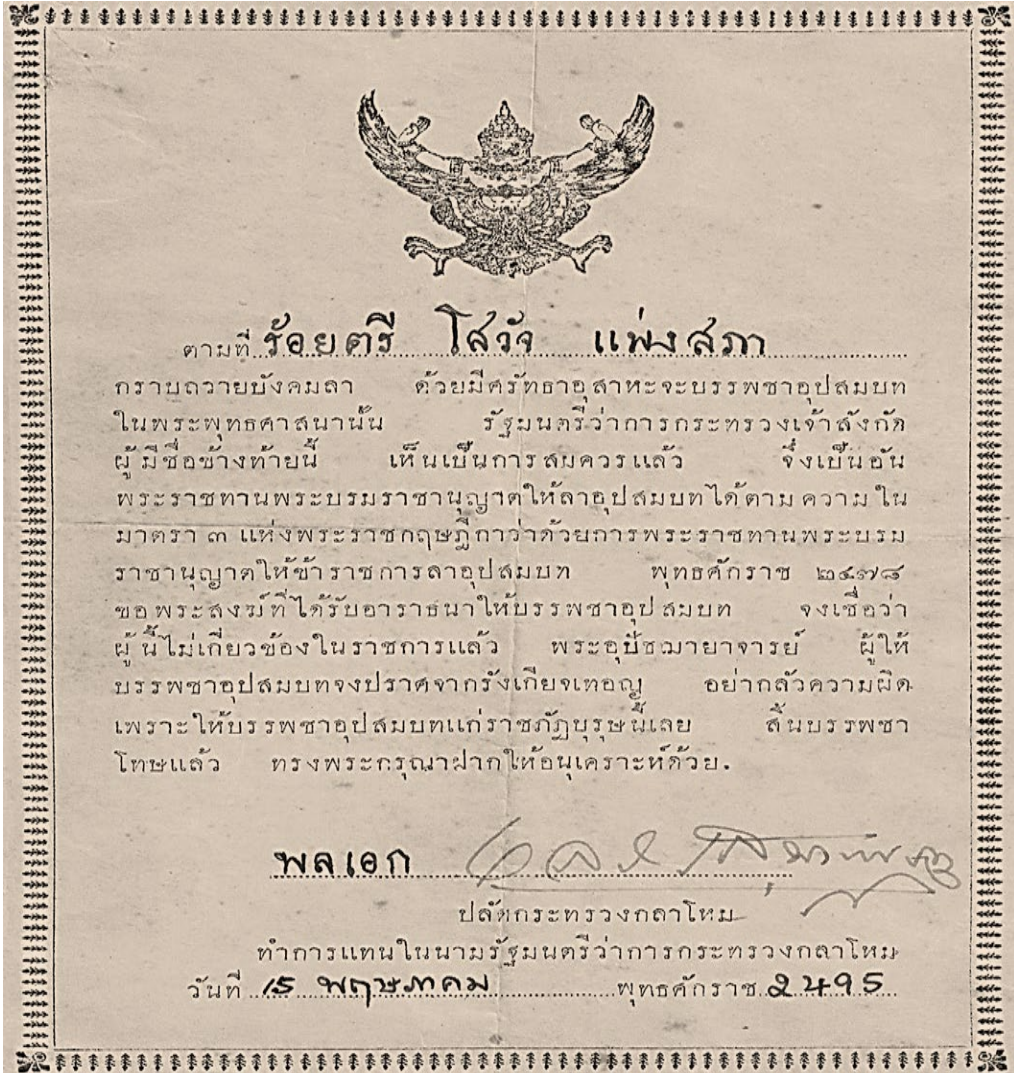 ตามที่ ร้อยตรี โสวัจ แพ่งสภา
กราบถวายบังคมลา ด้วยมีศรัทธาอุสาหะจะบรรพชาอุปสมบท
ในพระพุทธศาสนานั้น รัฐมนตรีว่าการกระทรวงเจ้าสังกัด
ผู้มีชื่อข้างท้ายนี้ เห็นเป็นการสมควรแล้ว จึงเป็นอัน
พระราชทานพระบรมราชานุญาตให้ลาอุปสมบทได้ตามความใน
มาตรา ๓ แห่งพระราชกฤษฎีกาว่าด้วยการพระราชทานพระบรม
ราชานุญาตให้ข้าราชการลาอุปสมบท พุทธศักราช ๒๔๗๘
ขอพระสงฆ์ที่ได้รับอาราธนาให้บรรพชาอุปสมบท จงเชื่อว่า
ผู้นี้ไม่เกี่ยวข้องในราชการแล้ว พระอุปัชฌายาจารย์ ผู้ให้
บรรพชาอุปสมบทจงปราศจากรังเกียจเทอญ อย่ากลัวความผิด
เพราะให้บรรพชาอุปสมบทแก่ราชภัฏบุรุษนี้เลย สิ้นบรรพชา
โทษแล้ว ทรงพระกรุณาฝากให้อนุเคราะห์ด้วย.
พลเอก
ปลัดกระทรวงกลาโหม
ทำการแทนในนามรัฐมนตรีว่าการกระทรวงกลาโหม
วันที่ 15 พฤษภาคม พุทธศักราช 2495